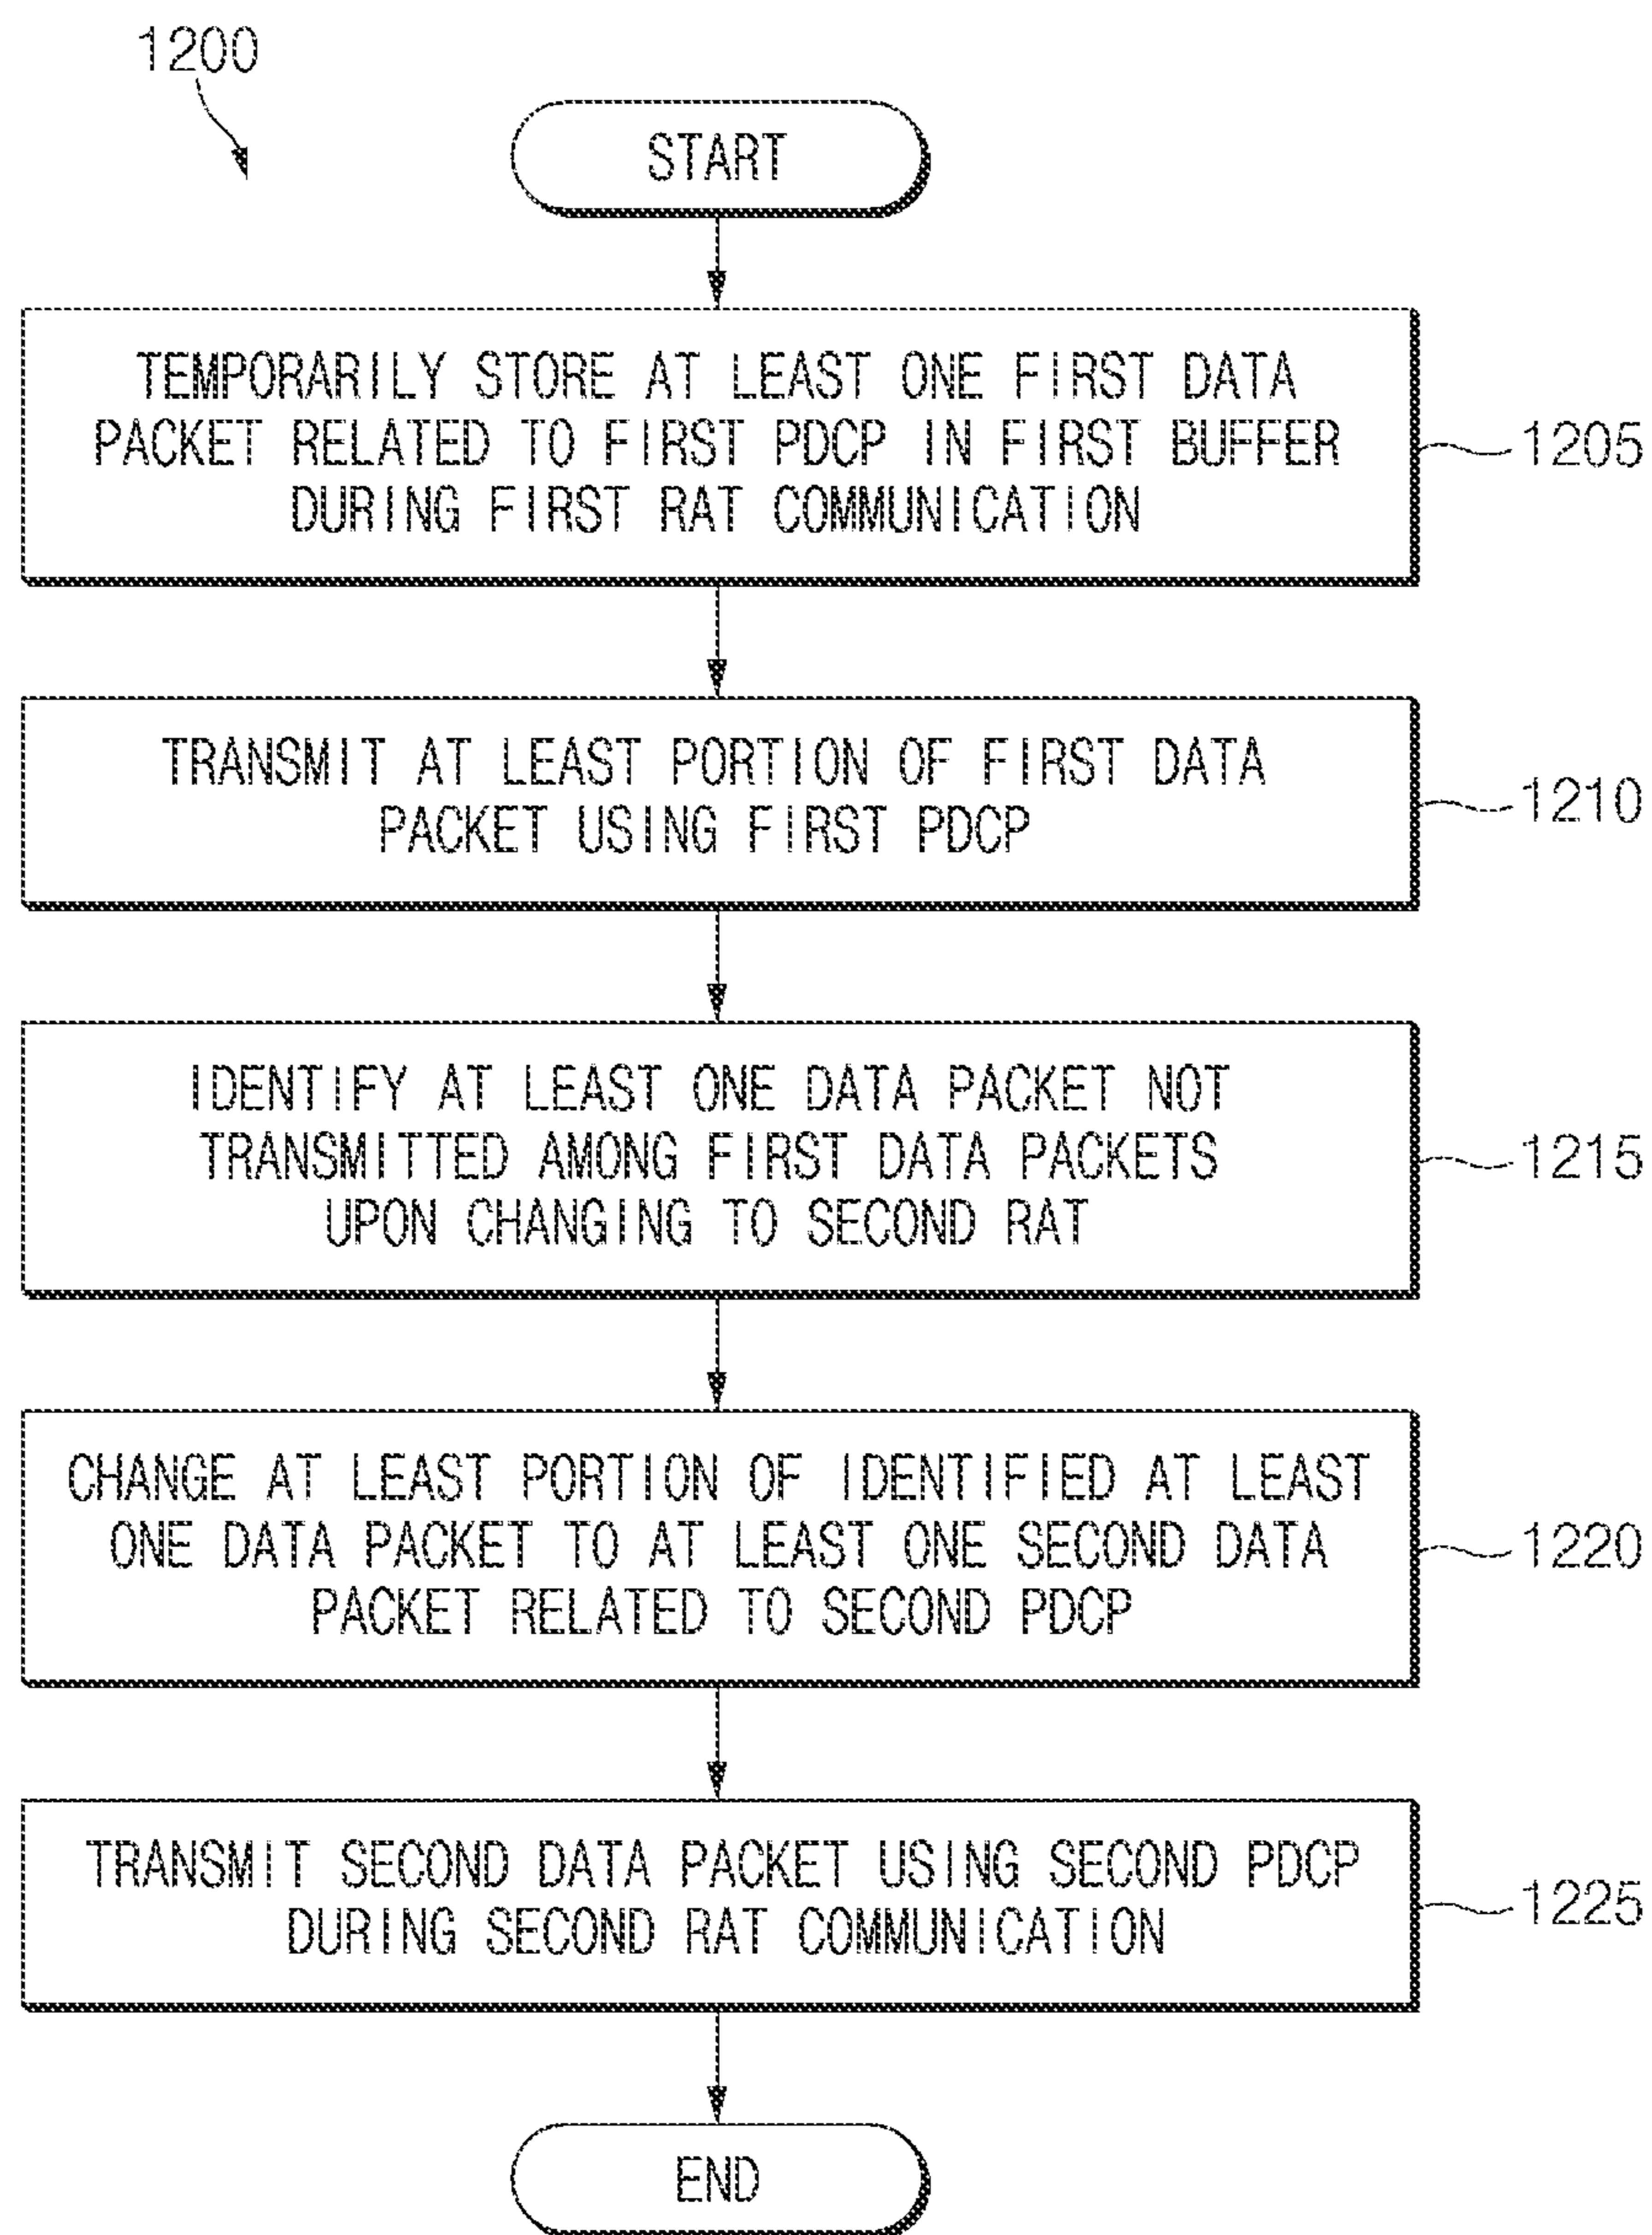 1200
START
TEMPORARILY STORE AT LEAST ONE FIRST DATA
PACKET RELATED TO FIRST PDCP IN FIRST BUFFER
DURING FIRST RAT COMMUNICATION
1205
TRANSMIT AT LEAST PORTION OF FIRST DATA
PACKET USING FIRST PDCP
1210
IDENTIFY AT LEAST ONE DATA PACKET NOT
TRANSMITTED AMONG FIRST DATA PACKETS
UPON CHANGING TO SECOND RAT
1215
CHANGE AT LEAST PORTION OF IDENTIFIED AT LEAST
ONE DATA PACKET TO AT LEAST ONE SECOND DATA
PACKET RELATED TO SECOND PDCP
1220
TRANSMIT SECOND DATA PACKET USING SECOND PDCP
DURING SECOND RAT COMMUNICATION
1225
END